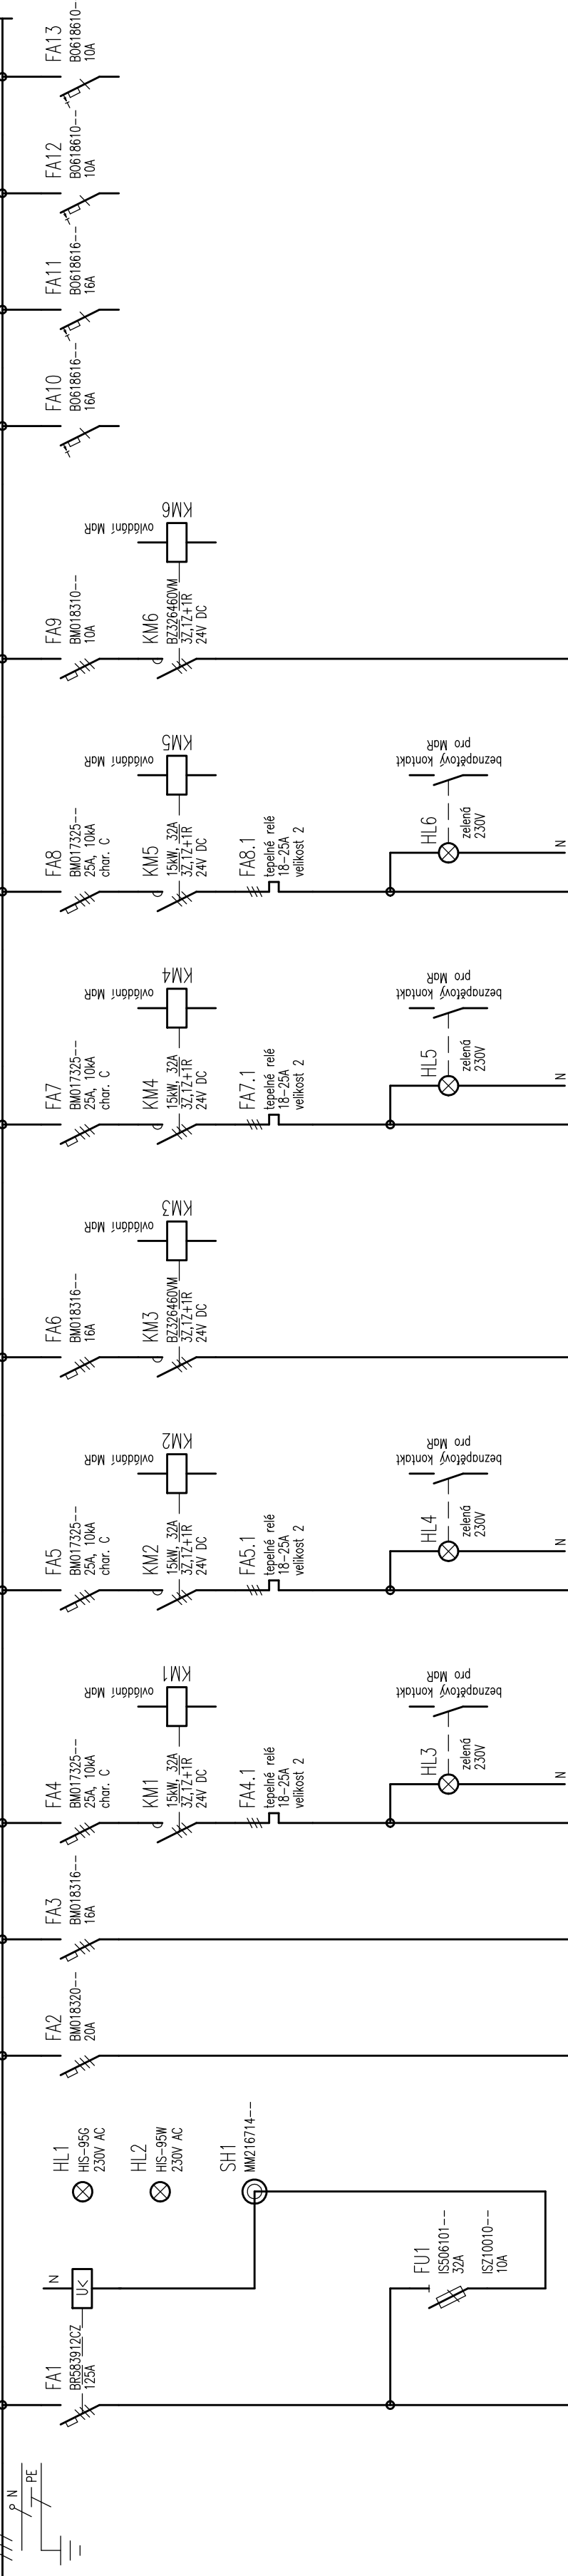 N
PE
FA1
BR583912CZ
125A
N
U<
HL1
HIS-95G
230V AC
HL2
HIS-95W
230V AC
SH1
MM216714--
FU1
IS506101--
32A
ISZ10010--
10A
FA2
BM018320--
20A
FA3
BM018316--
16A
FA4
BM017325--
25A, 10kA
char. C
KM1
15kW, 32A
3Z,1Z+1R
24V DC
ovládání MaR
KM1
FA4.1
tepelné relé
18-25A
velikost 2
HL3
zelená
230V
beznapěťový kontakt
pro MaR
N
FA5
BM017325--
25A, 10kA
char. C
KM2
15kW, 32A
3Z,1Z+1R
24V DC
ovládání MaR
KM2
FA5.1
tepelné relé
18-25A
velikost 2
HL4
zelená
230V
beznapěťový kontakt
pro MaR
N
FA6
BM018316--
16A
KM3
BZ326460VM
3Z,1Z+1R
24V DC
ovládání MaR
KM3
FA7
BM017325--
25A, 10kA
char. C
KM4
15kW, 32A
3Z,1Z+1R
24V DC
ovládání MaR
KM4
FA7.1
tepelné relé
18-25A
velikost 2
HL5
zelená
230V
beznapěťový kontakt
pro MaR
N
FA8
BM017325--
25A, 10kA
char. C
KM5
15kW, 32A
3Z,1Z+1R
24V DC
ovládání MaR
KM5
FA8.1
tepelné relé
18-25A
velikost 2
HL6
zelená
230V
beznapěťový kontakt
pro MaR
N
FA9
BM018310--
10A
KM6
BZ326460VM
3Z,1Z+1R
24V DC
ovládání MaR
KM6
FA10
BO618616--
16A
FA11
BO618616--
16A
FA12
BO618610--
10A
FA13
BO618610-
10A